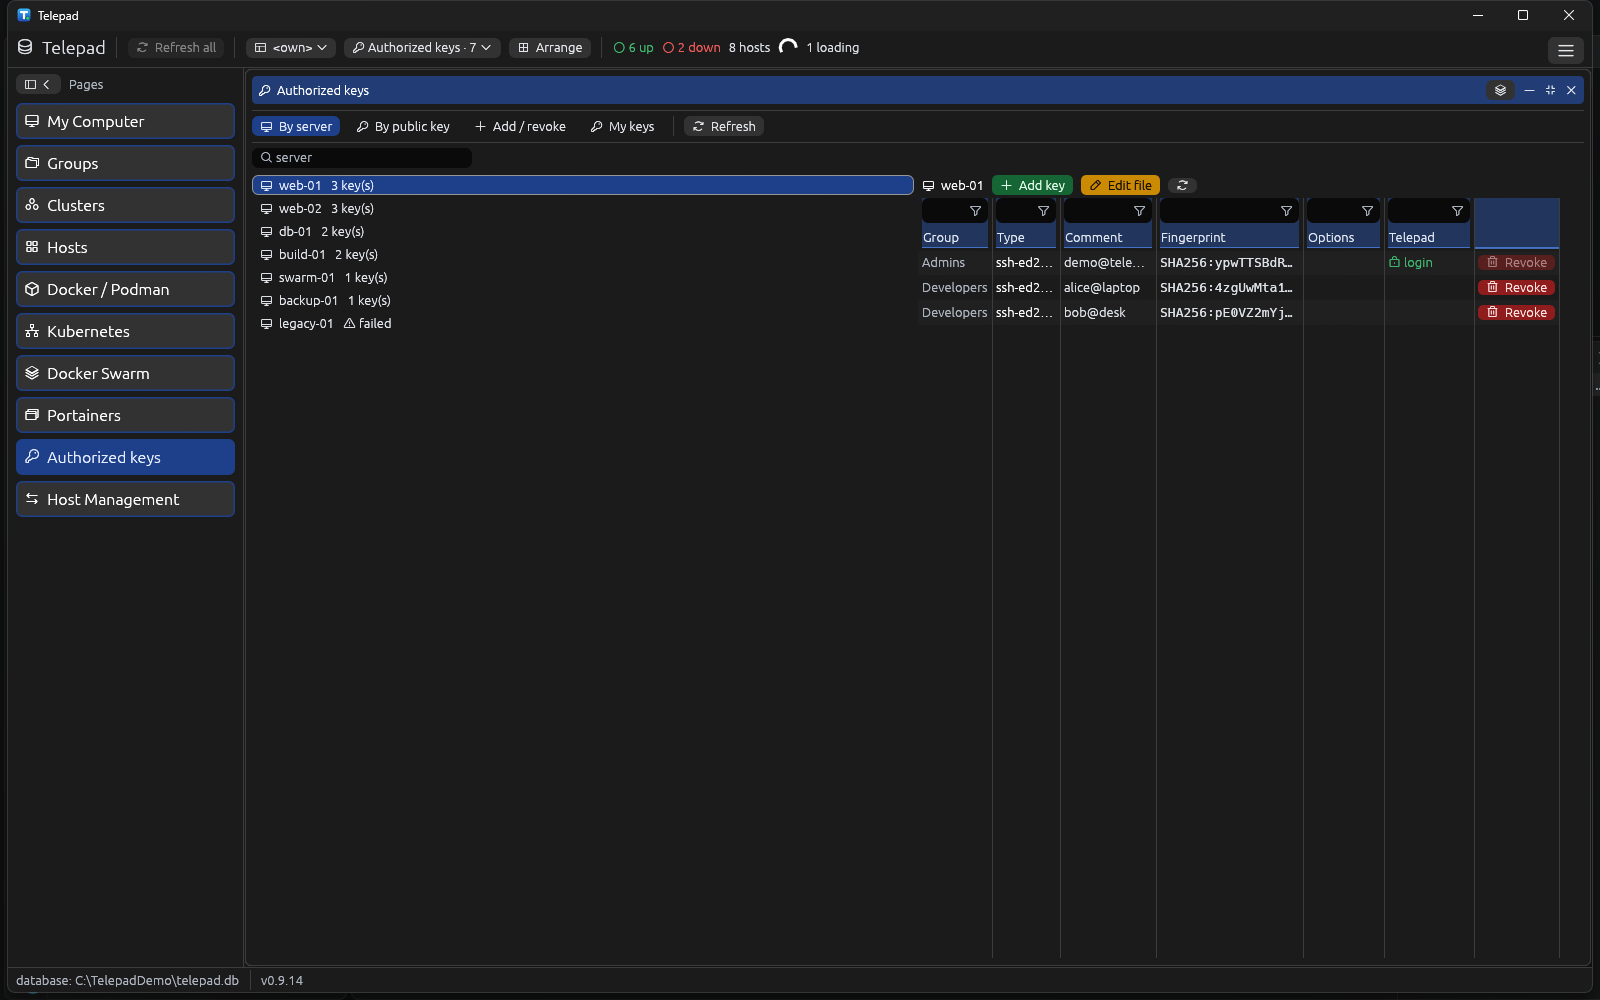 Telepad
Telepad Refresh all <own> Authorized keys · 7 Arrange 6 up 2 down 8 hosts 1 loading
Pages
My Computer
Groups
Clusters
Hosts
Docker / Podman
Kubernetes
Docker Swarm
Portainers
Authorized keys
Host Management
Authorized keys
By server By public key Add / revoke My keys Refresh
server
web-01 3 key(s)
web-02 3 key(s)
db-01 2 key(s)
build-01 2 key(s)
swarm-01 1 key(s)
backup-01 1 key(s)
legacy-01 failed
web-01 Add key Edit file
Group Type Comment Fingerprint Options Telepad
Admins ssh-ed2... demo@tele... SHA256:ypwTTSBdR... login Revoke
Developers ssh-ed2... alice@laptop SHA256:4zgUwMta1... Revoke
Developers ssh-ed2... bob@desk SHA256:pE0VZ2mYj... Revoke
database: C:\TelepadDemo\telepad.db v0.9.14